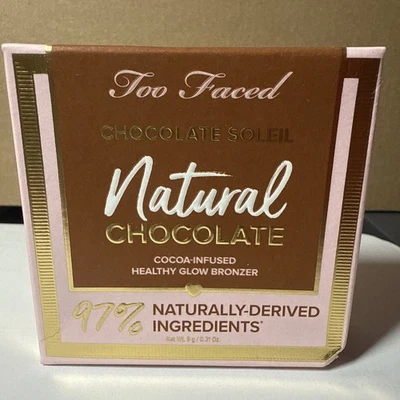 Too Faced
CHOCOLATE SOLEIL
Natural
CHOCOLATE
COCOA-INFUSED
HEALTHY GLOW BRONZER
97% NATURALLY-DERIVED
INGREDIENTS*
Net Wt. 9 g / 0.31 Oz.